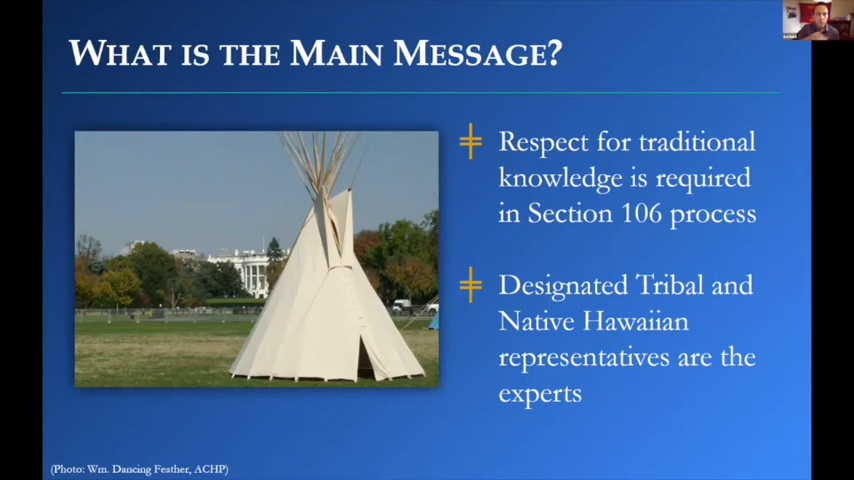 WHAT IS THE MAIN MESSAGE?
Respect for traditional
knowledge is required
in Section 106 process
Designated Tribal and
Native Hawaiian
representatives are the
experts
(Photo: Wm. Dancing Feather, ACHP)